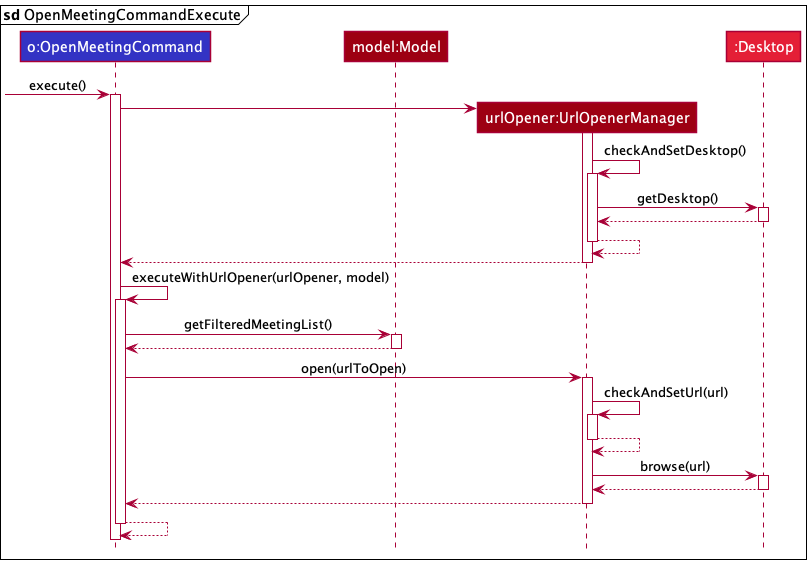 sd OpenMeetingCommandExecute
o:OpenMeetingCommand
model:Model
:Desktop
execute()
urlOpener:UrlOpenerManager
checkAndSetDesktop()
getDesktop()
executeWithUrlOpener(urlOpener, model)
getFilteredMeetingList()
open(urlToOpen)
checkAndSetUrl(url)
browse(url)